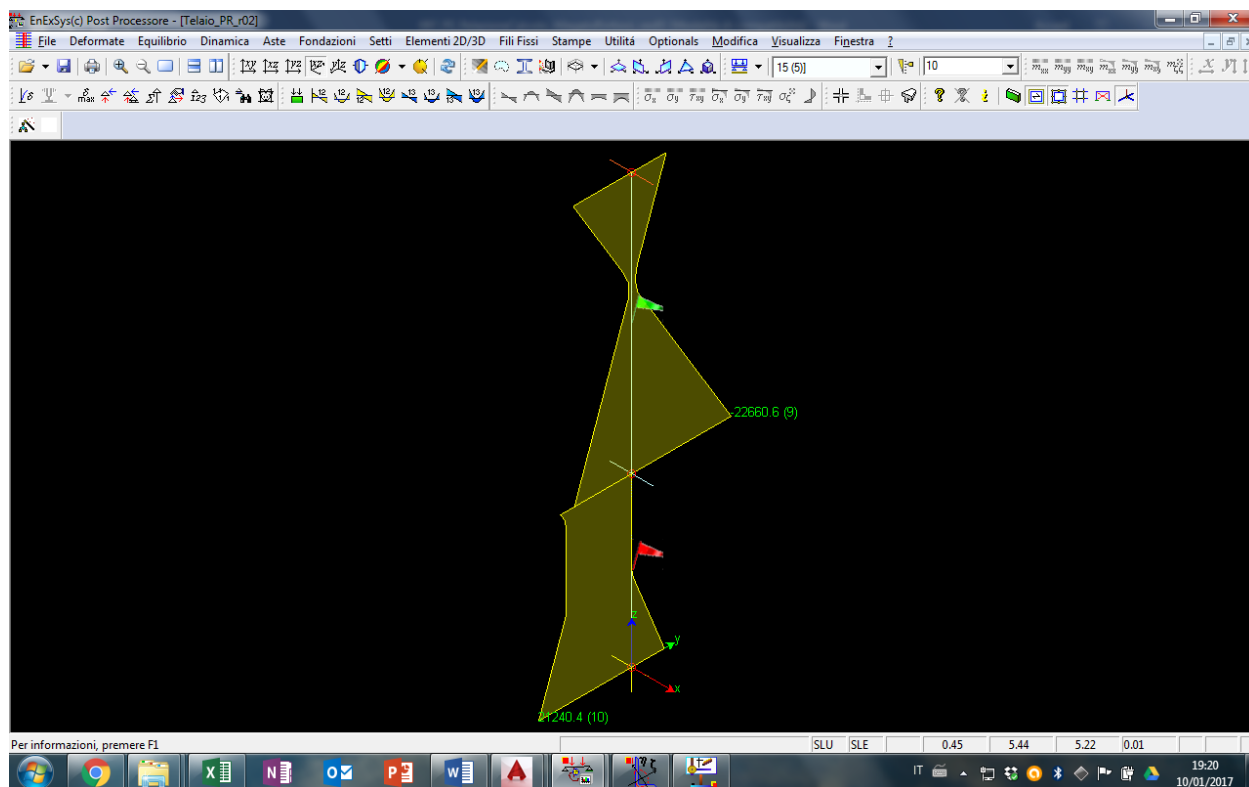 EnExSys(c) Post Processore - [Telaio_PR_r02]
File Deformate Equilibrio Dinamica Aste Fondazioni Setti Elementi 2D/3D Fili Fissi Stampe Utilitá Optionals Modifica Visualizza Finestra ?
15 (5)] 10
-22660.6 (9)
z
y
x
21240.4 (10)
Per informazioni, premere F1 SLU SLE 0.45 5.44 5.22 0.01
IT 19:20
10/01/2017